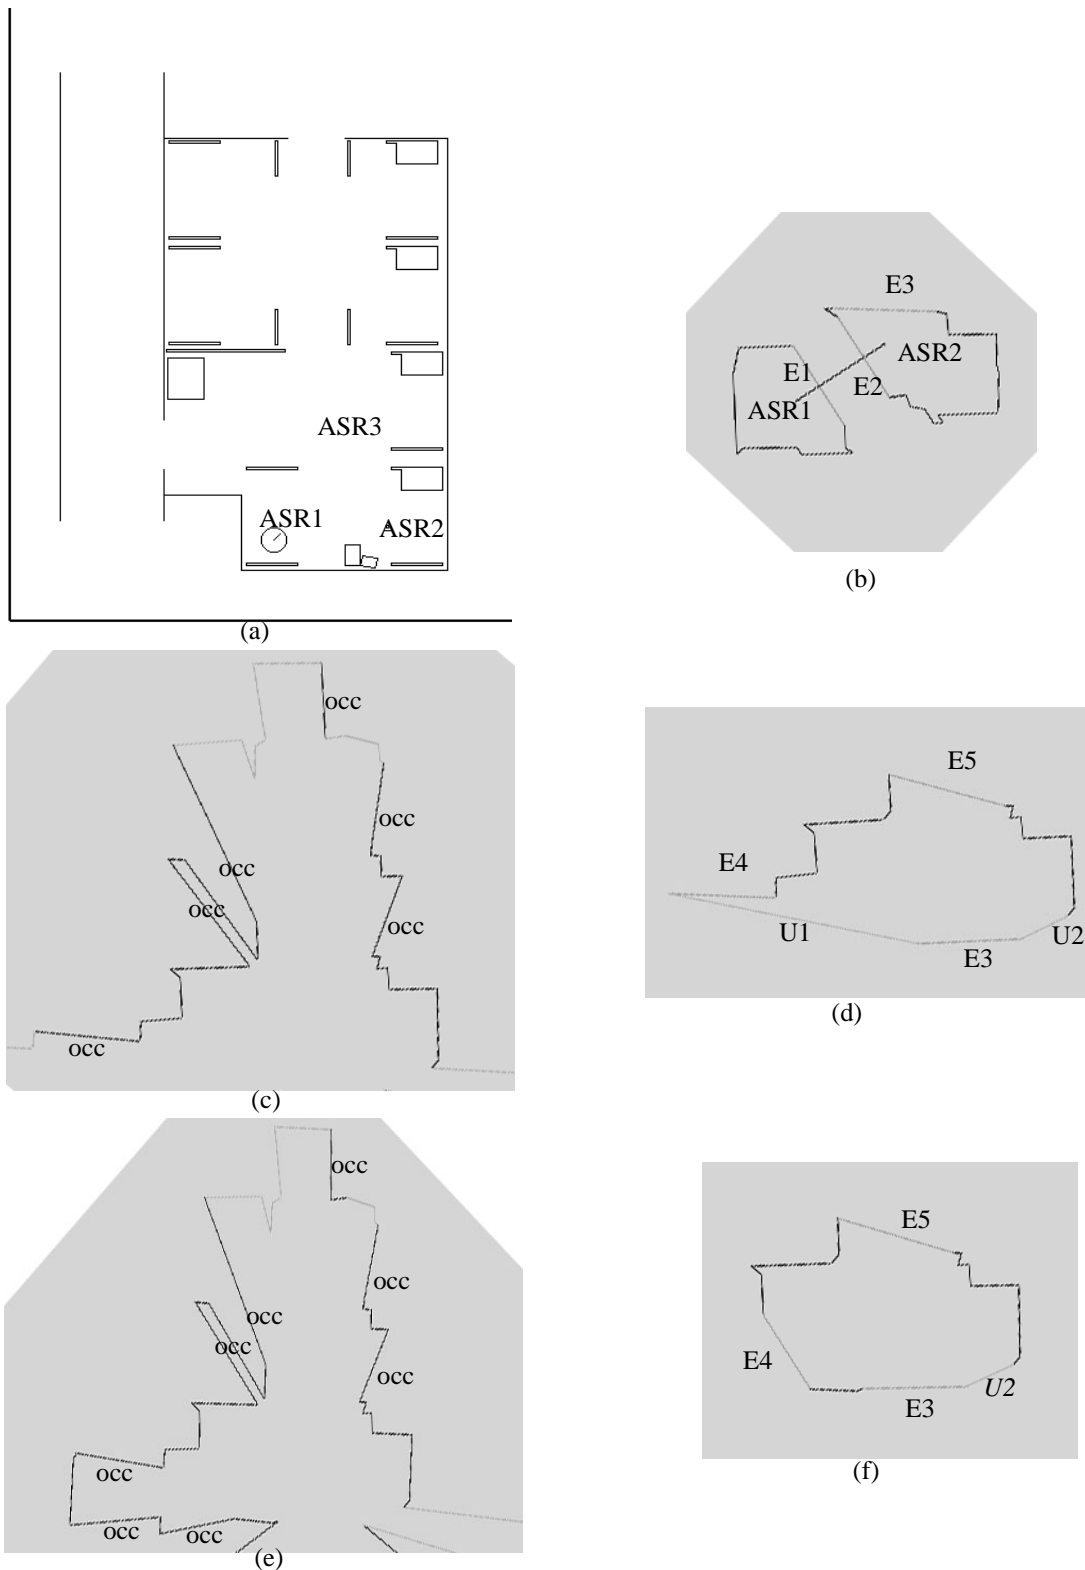 ASR3
ASR1
ASR2
(a)
E3
ASR2
E1
E2
ASR1
(b)
occ
occ
occ
occ
occ
occ
(c)
E5
E4
U1
E3
U2
(d)
occ
occ
occ
occ
occ
occ
occ
occ
(e)
E5
E4
U2
E3
(f)